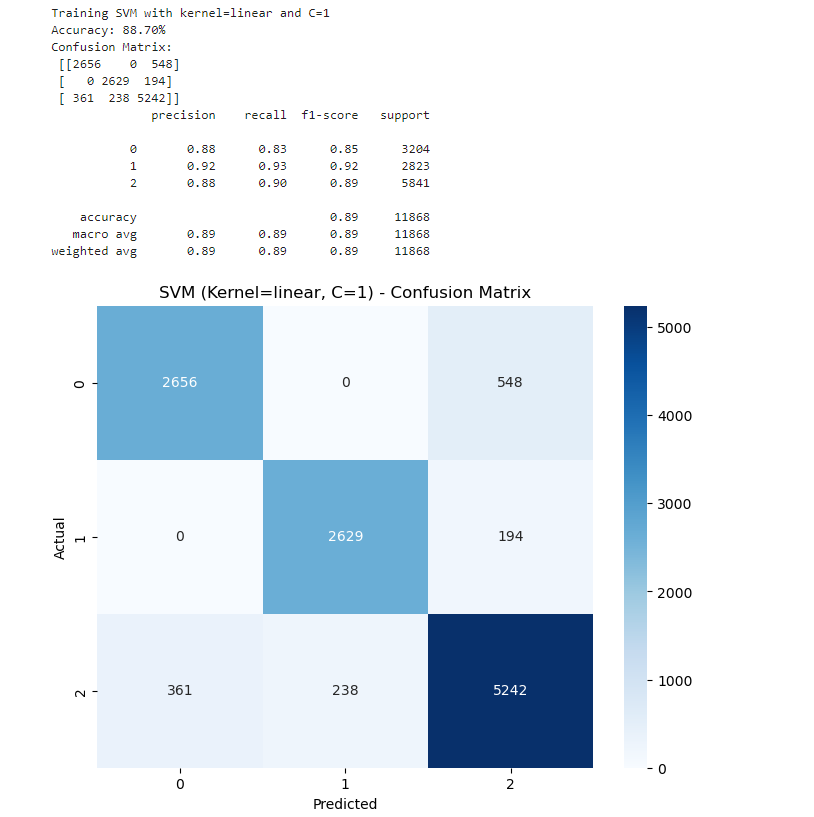 Training SVM with kernel=linear and C=1
Accuracy: 88.70%
Confusion Matrix:
[[2656    0  548]
[   0 2629  194]
[ 361  238 5242]]
precision    recall  f1-score   support
0       0.88      0.83      0.85      3204
1       0.92      0.93      0.92      2823
2       0.88      0.90      0.89      5841
accuracy                           0.89     11868
macro avg       0.89      0.89      0.89     11868
weighted avg       0.89      0.89      0.89     11868
SVM (Kernel=linear, C=1) - Confusion Matrix
0
2656
0
548
1
0
2629
194
2
361
238
5242
Actual
0
1
2
Predicted
5000
4000
3000
2000
1000
0